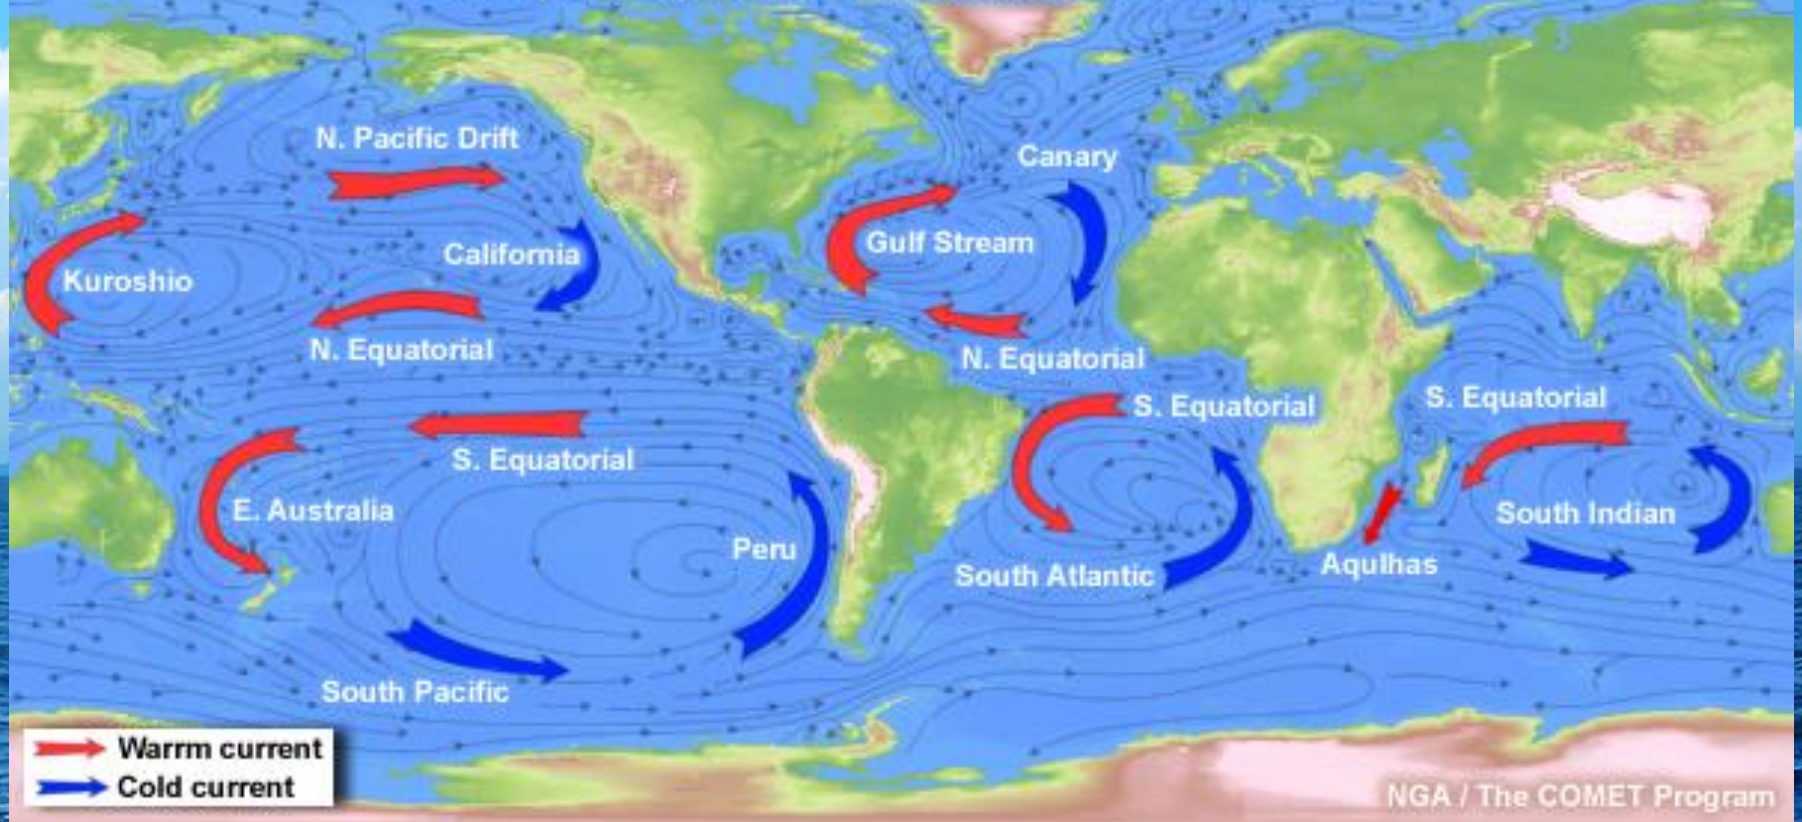 N. Pacific Drift
Canary
Gulf Stream
California
Kuroshio
N. Equatorial
N. Equatorial
S. Equatorial
S. Equatorial
S. Equatorial
E. Australia
South Indian
Peru
Aqulhas
South Atlantic
South Pacific
Warrm current
Cold current
NGA / The COMET Program